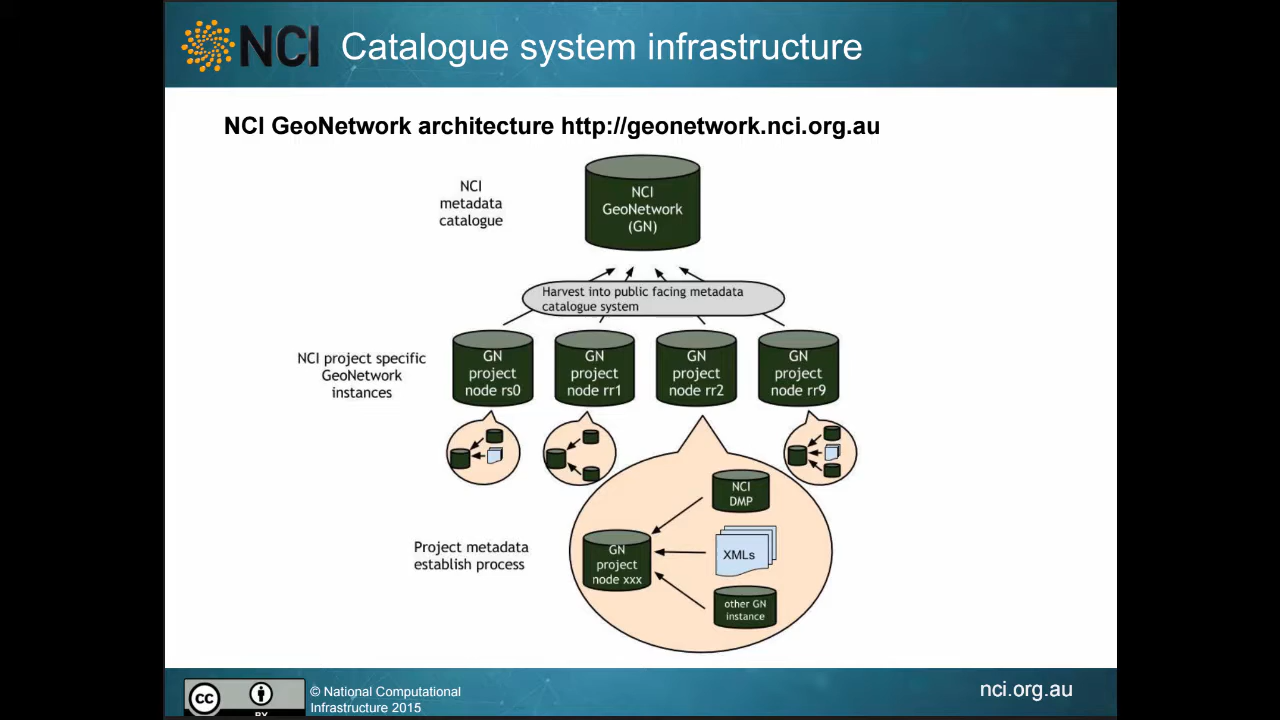 NCI Catalogue system infrastructure
NCI GeoNetwork architecture http://geonetwork.nci.org.au
NCI
metadata
catalogue
NCI
GeoNetwork
(GN)
Harvest into public facing metadata
catalogue system
NCI project specific
GeoNetwork
instances
GN
project
node rs0
GN
project
node rr1
GN
project
node rr2
GN
project
node rr9
Project metadata
establish process
NCI
DMP
GN
project
node xxx
XMLs
other GN
instance
cc
BY
© National Computational
Infrastructure 2015
nci.org.au